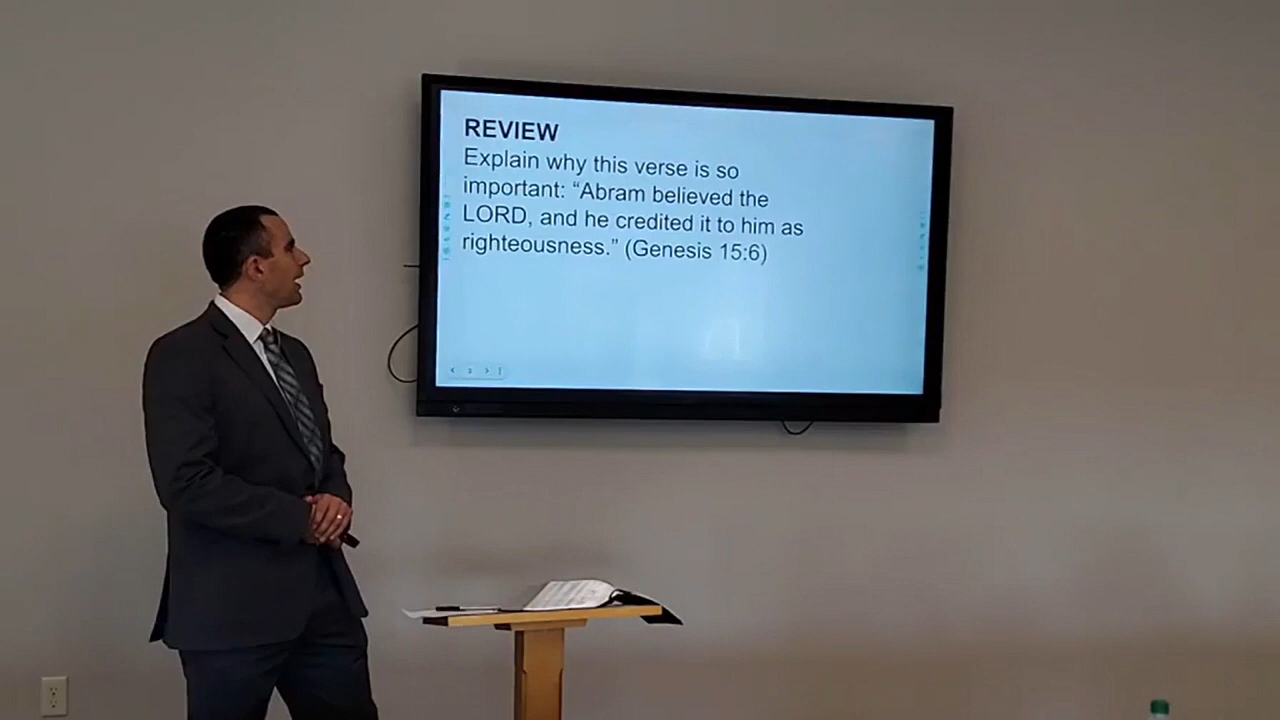 REVIEW
Explain why this verse is so
important: “Abram believed the
LORD, and he credited it to him as
righteousness.” (Genesis 15:6)